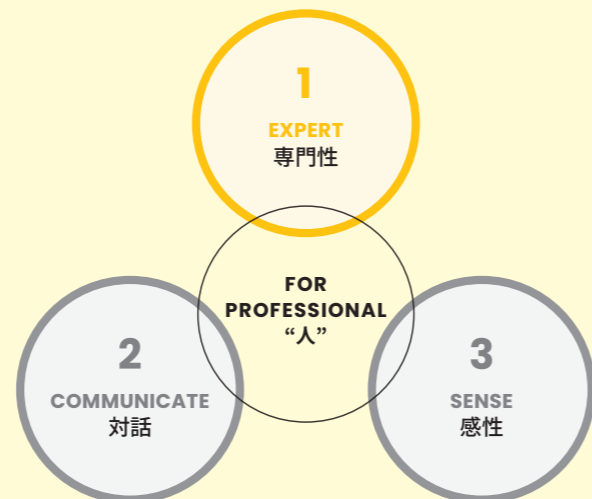 1
EXPERT
専門性
FOR
PROFESSIONAL
“人”
2
COMMUNICATE
対話
3
SENSE
感性